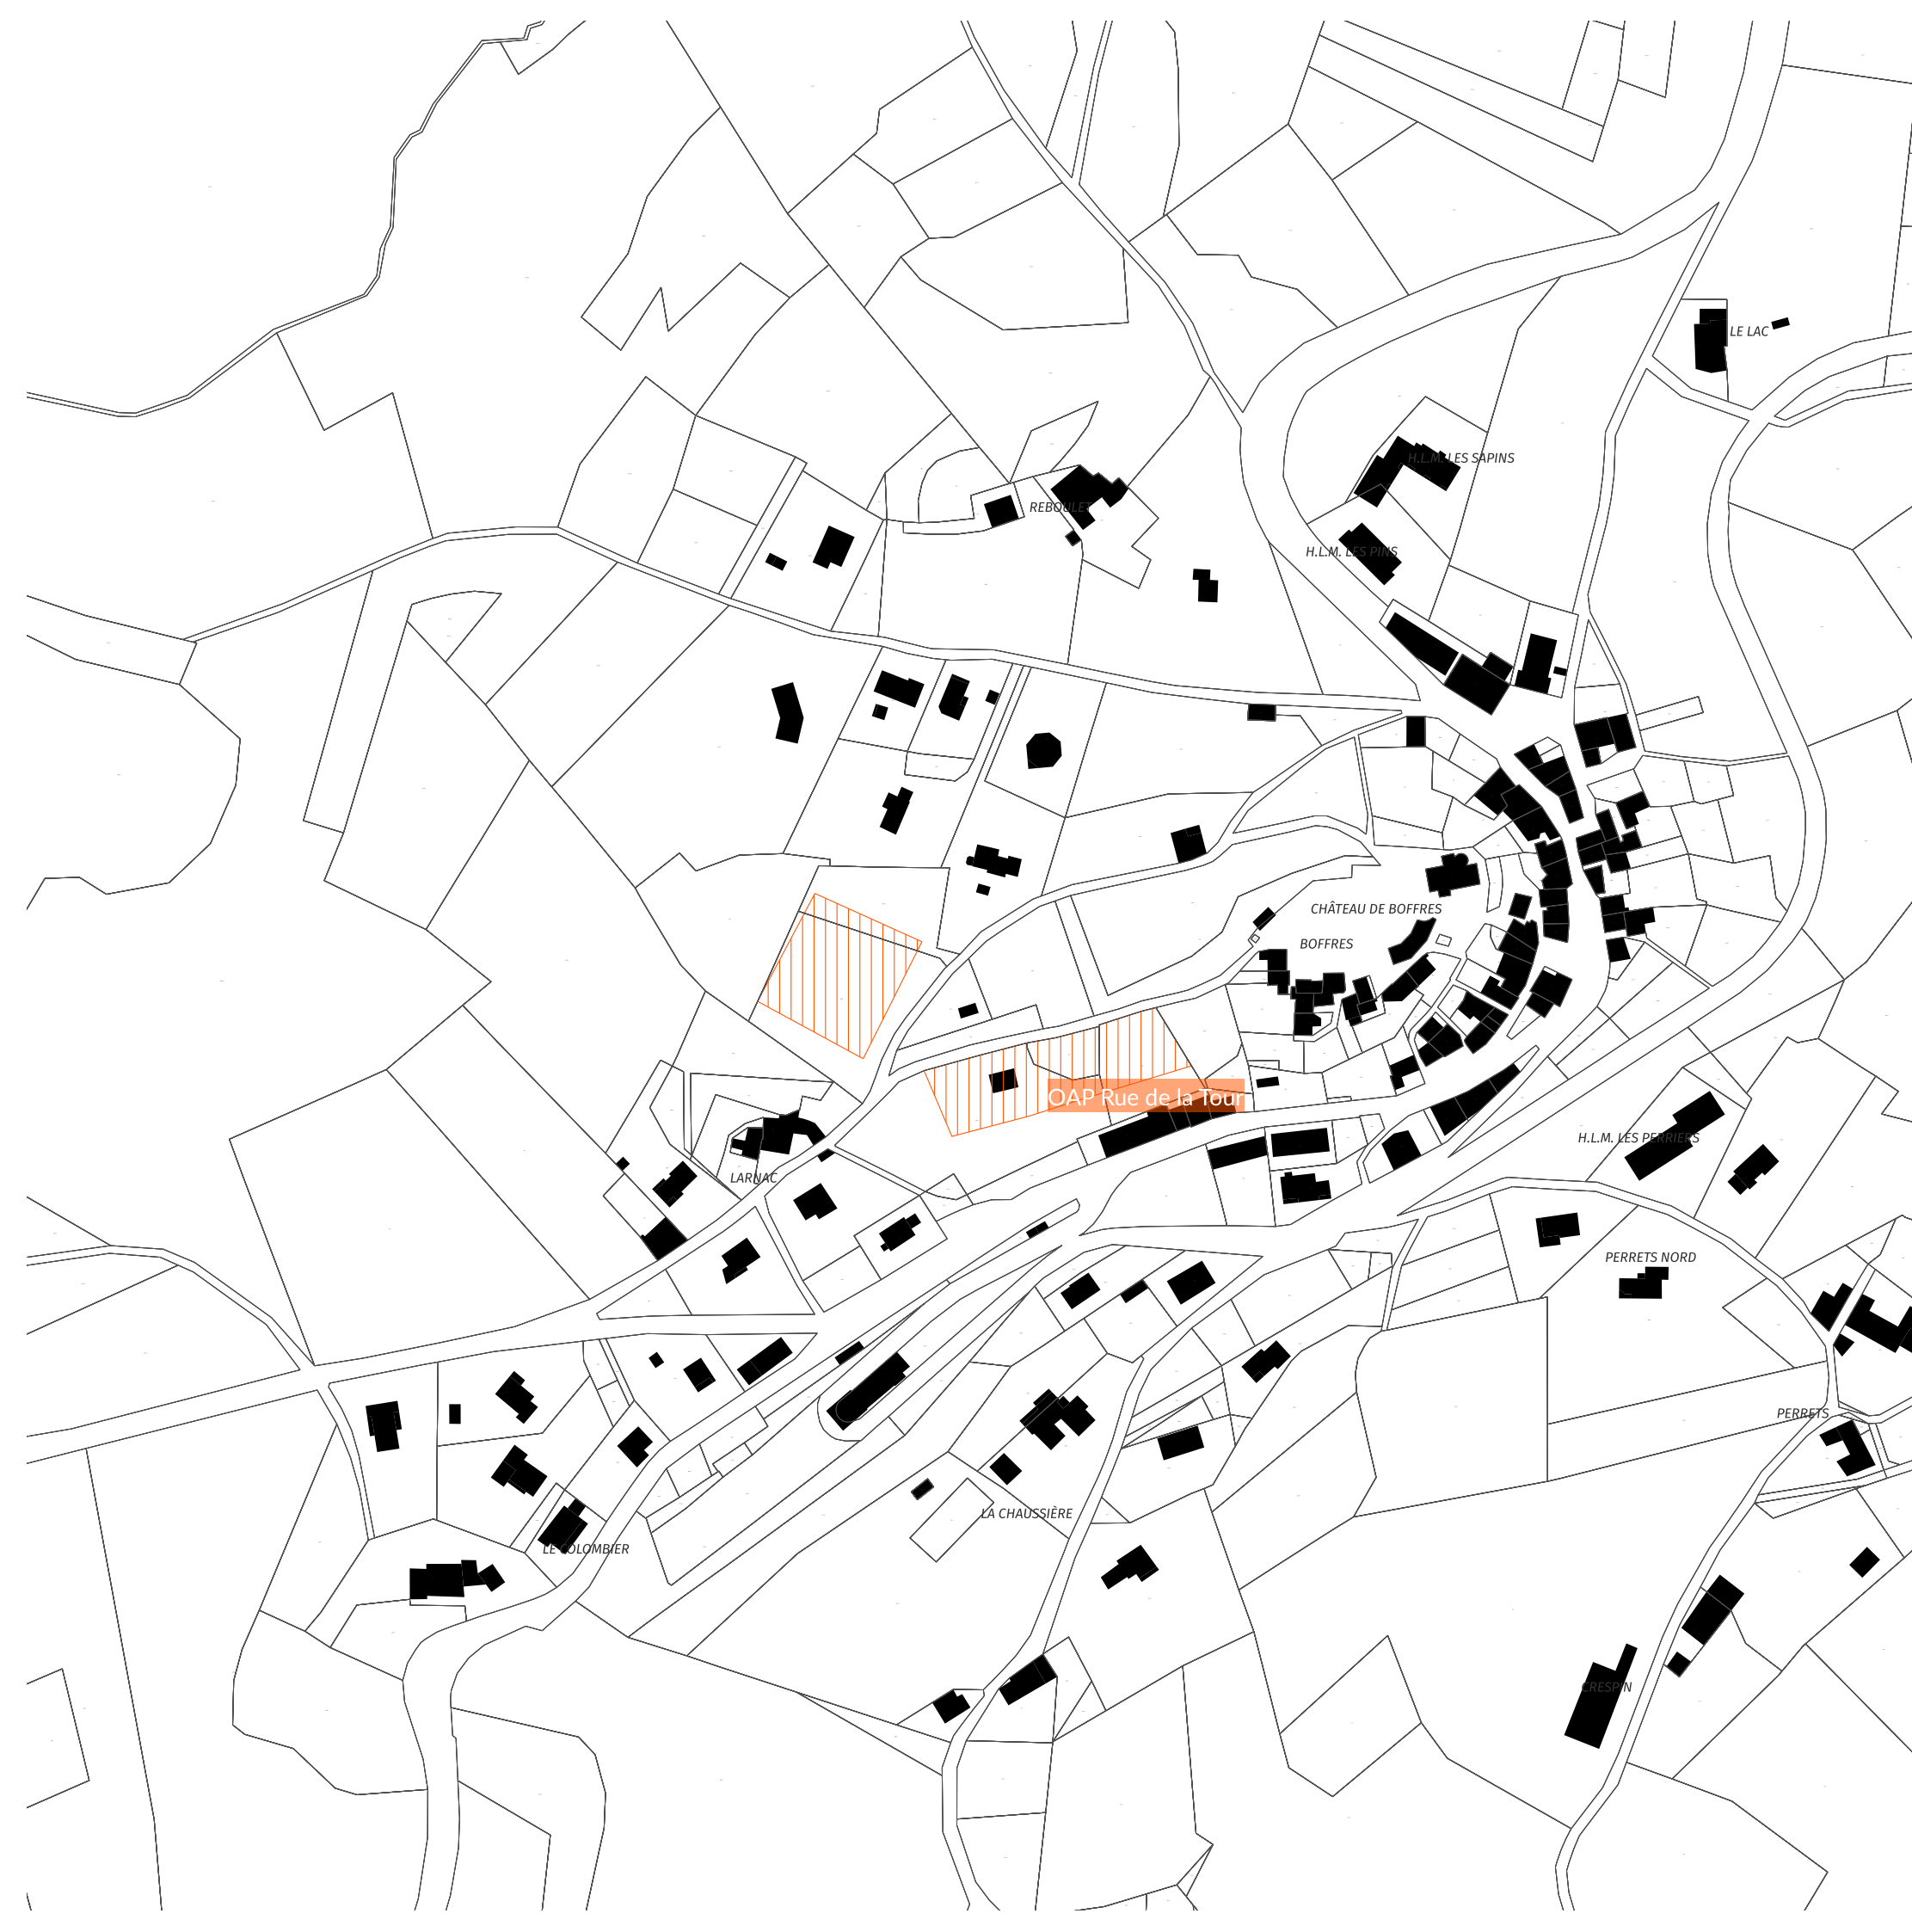 LE LAC
H.L.M. LES SAPINS
REBOULET
H.L.M. LES PINS
CHÂTEAU DE BOFFRES
BOFFRES
OAP Rue de la Tour
H.L.M. LES PERRIERS
LARNAC
PERRETS NORD
PERRETS
LA CHAUSSIÈRE
LE COLOMBIER
CRESPIN